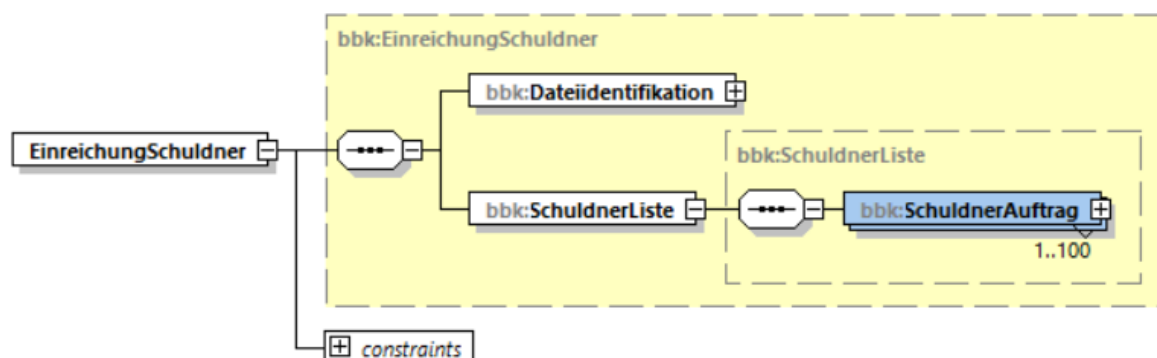 bbk:EinreichungSchuldner
bbk:Dateiidentifikation
EinreichungSchuldner
bbk:SchuldnerListe
bbk:SchuldnerListe
bbk:SchuldnerAuftrag
1..100
constraints